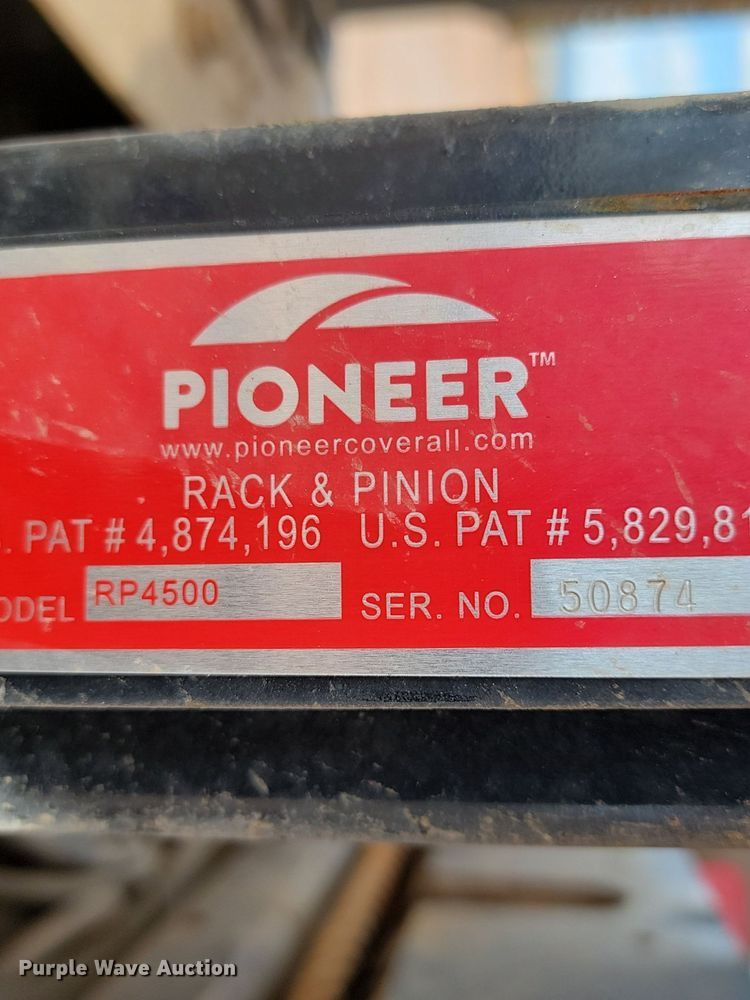 PIONEER™
www.pioneercoverall.com
RACK & PINION
PAT # 4,874,196 U.S. PAT # 5,829,81
MODEL RP4500 SER. NO. 50874
Purple Wave Auction